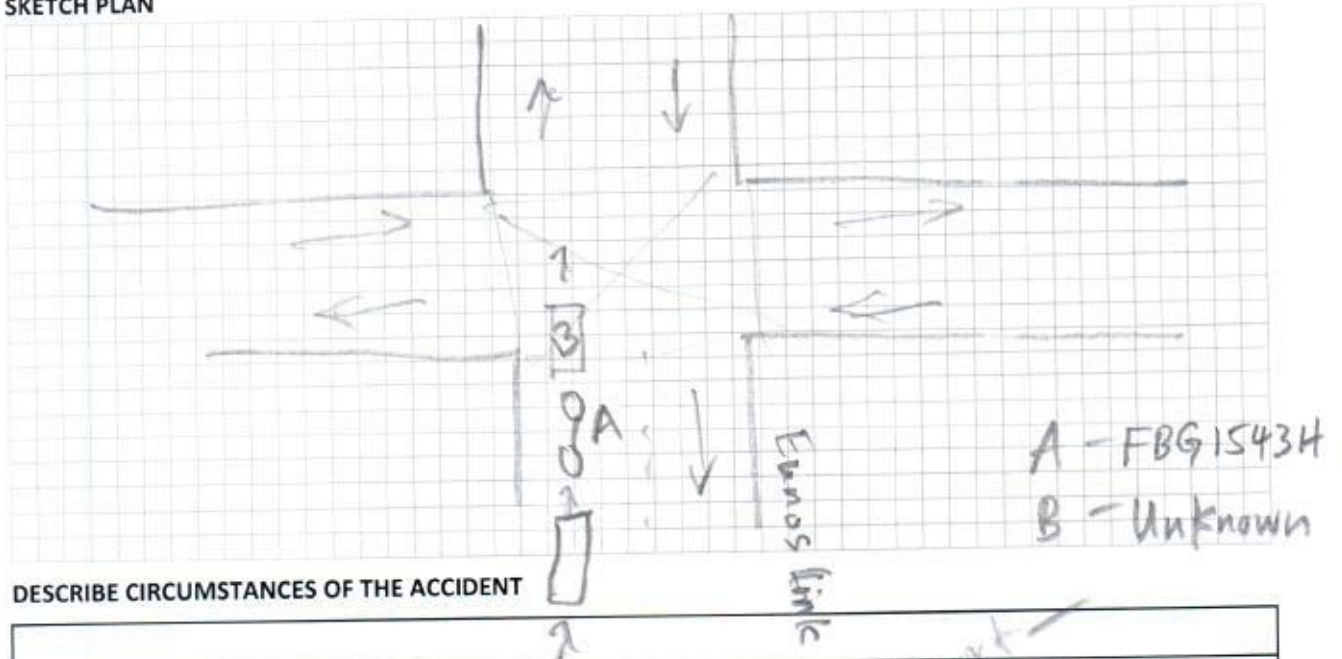 SKETCH PLAN
B
A
Eunos link
A - FBG1543H
B - Unknown
DESCRIBE CIRCUMSTANCES OF THE ACCIDENT